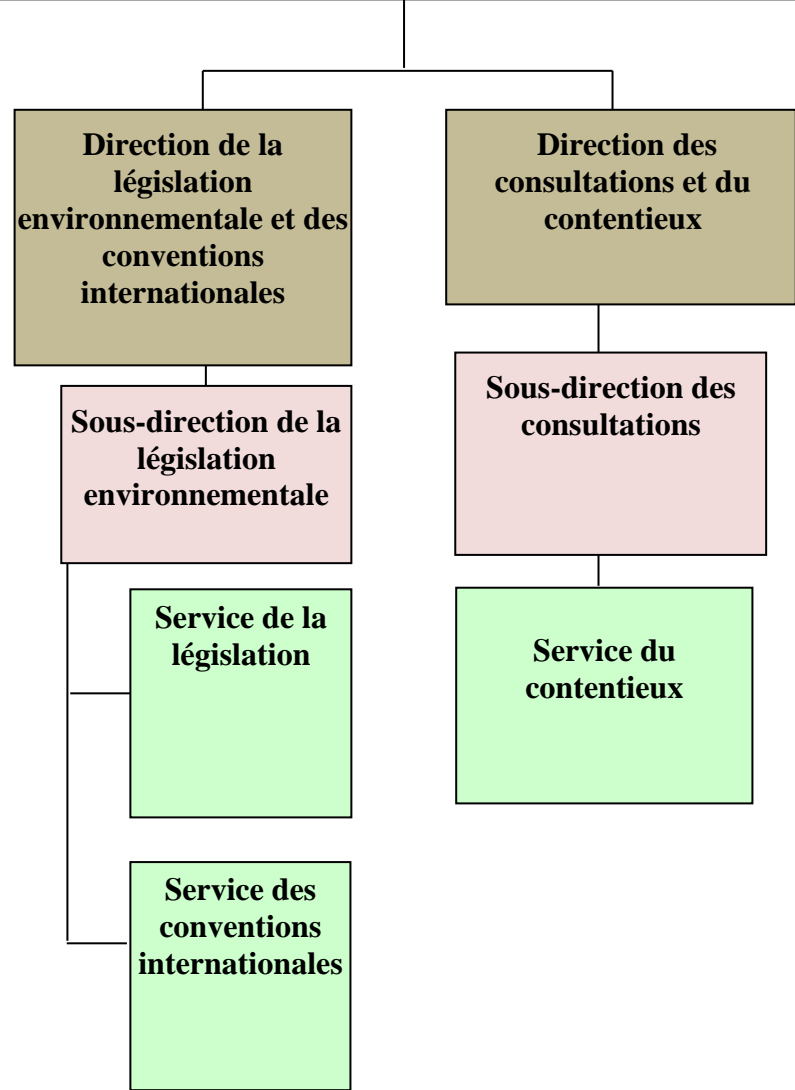 Direction de la
législation
environnementale et des
conventions
internationales
Direction des
consultations et du
contentieux
Sous-direction de la
législation
environnementale
Sous-direction des
consultations
Service de la
législation
Service du
contentieux
Service des
conventions
internationales